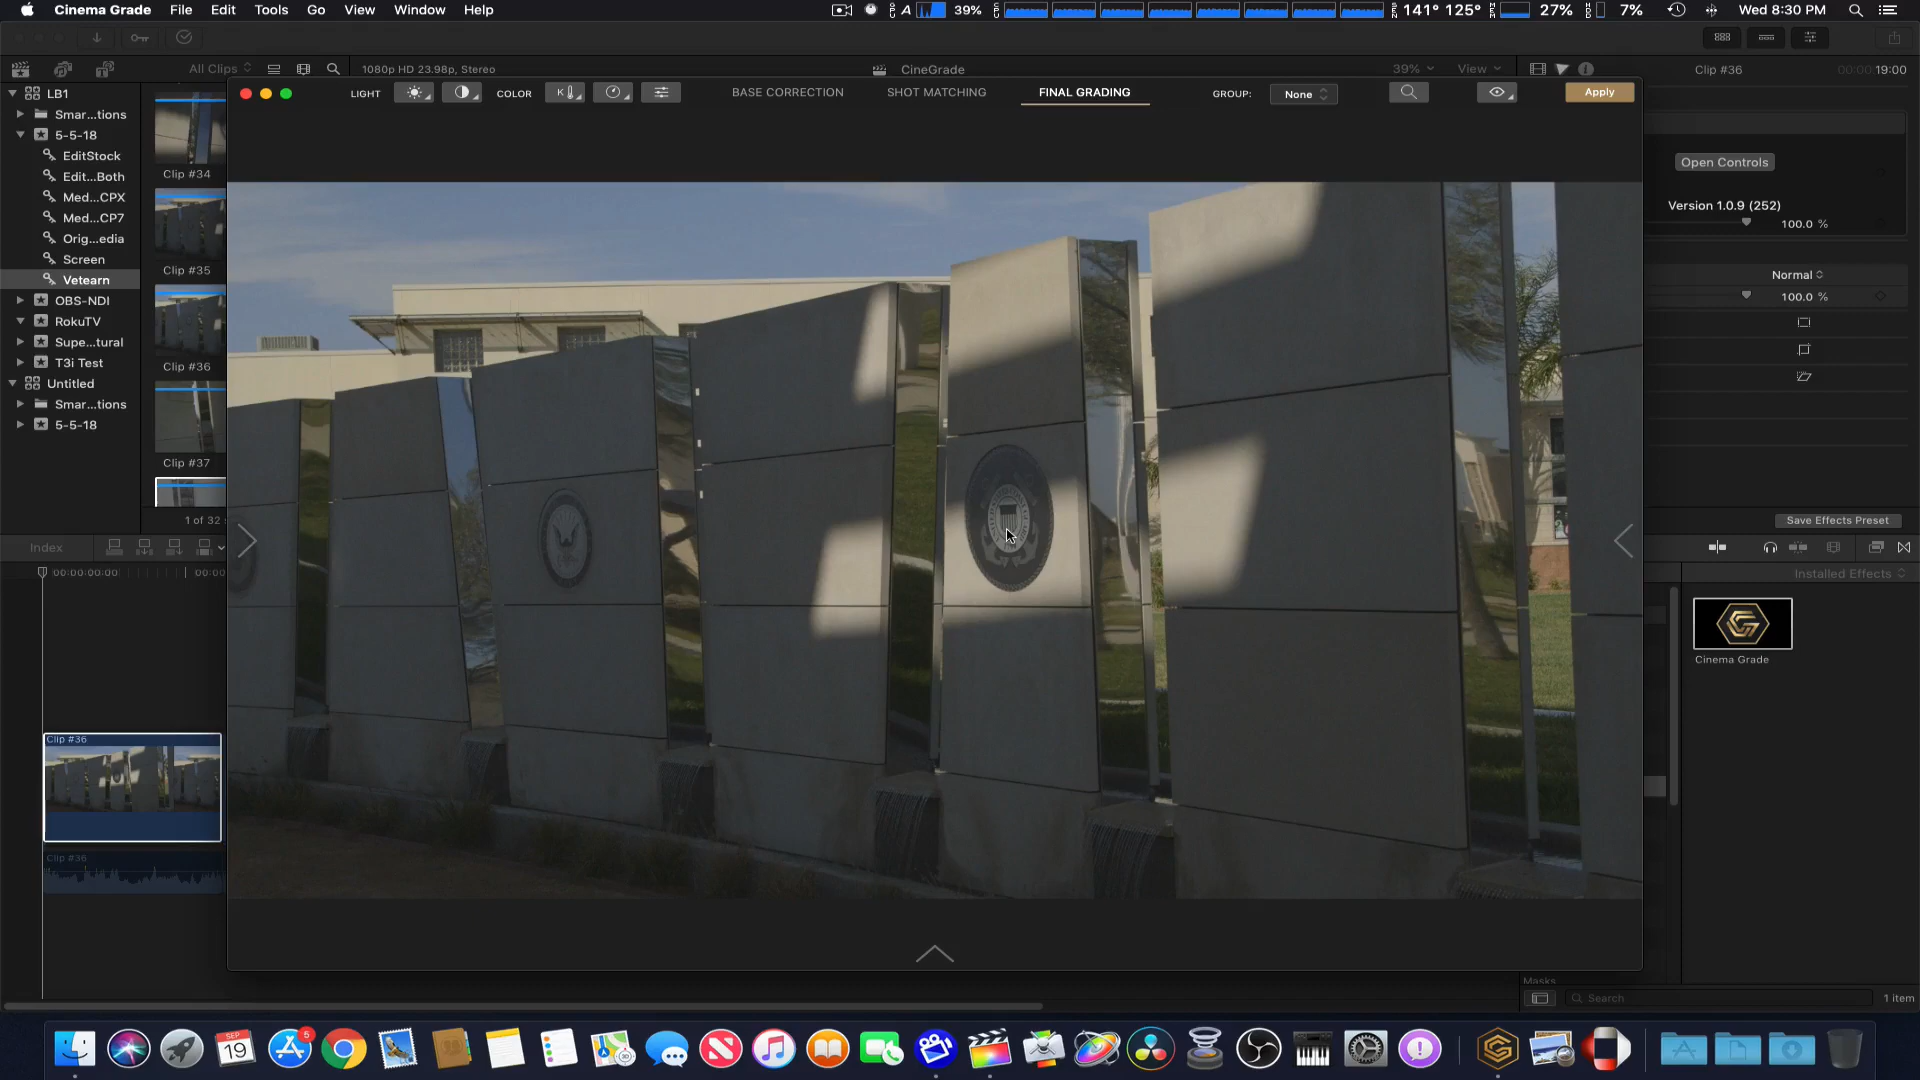 Cinema Grade File Edit Tools Go View Window Help
A 39% 141° 125° 27% 7% Wed 8:30 PM
All Clips 1080p HD 23.98p, Stereo CineGrade 39% View Clip #36 00:00:19:00
LIGHT COLOR BASE CORRECTION SHOT MATCHING FINAL GRADING GROUP: None Apply
LB1
Smar...tions
5-5-18
EditStock
Edit...Both
Med...CPX
Med...CP7
Orig...edia
Screen
Vetearn
OBS-NDI
RokuTV
Supe...tural
T3i Test
Untitled
Smar...tions
5-5-18
Clip #34
Clip #35
Clip #36
Clip #37
1 of 32 s
Open Controls
Version 1.0.9 (252)
100.0 %
Normal
100.0 %
Save Effects Preset
Index
00:00:00:00 00:00
Installed Effects
Cinema Grade
Clip #36
Clip #36
Masks
Search 1 item
SEP
19
5